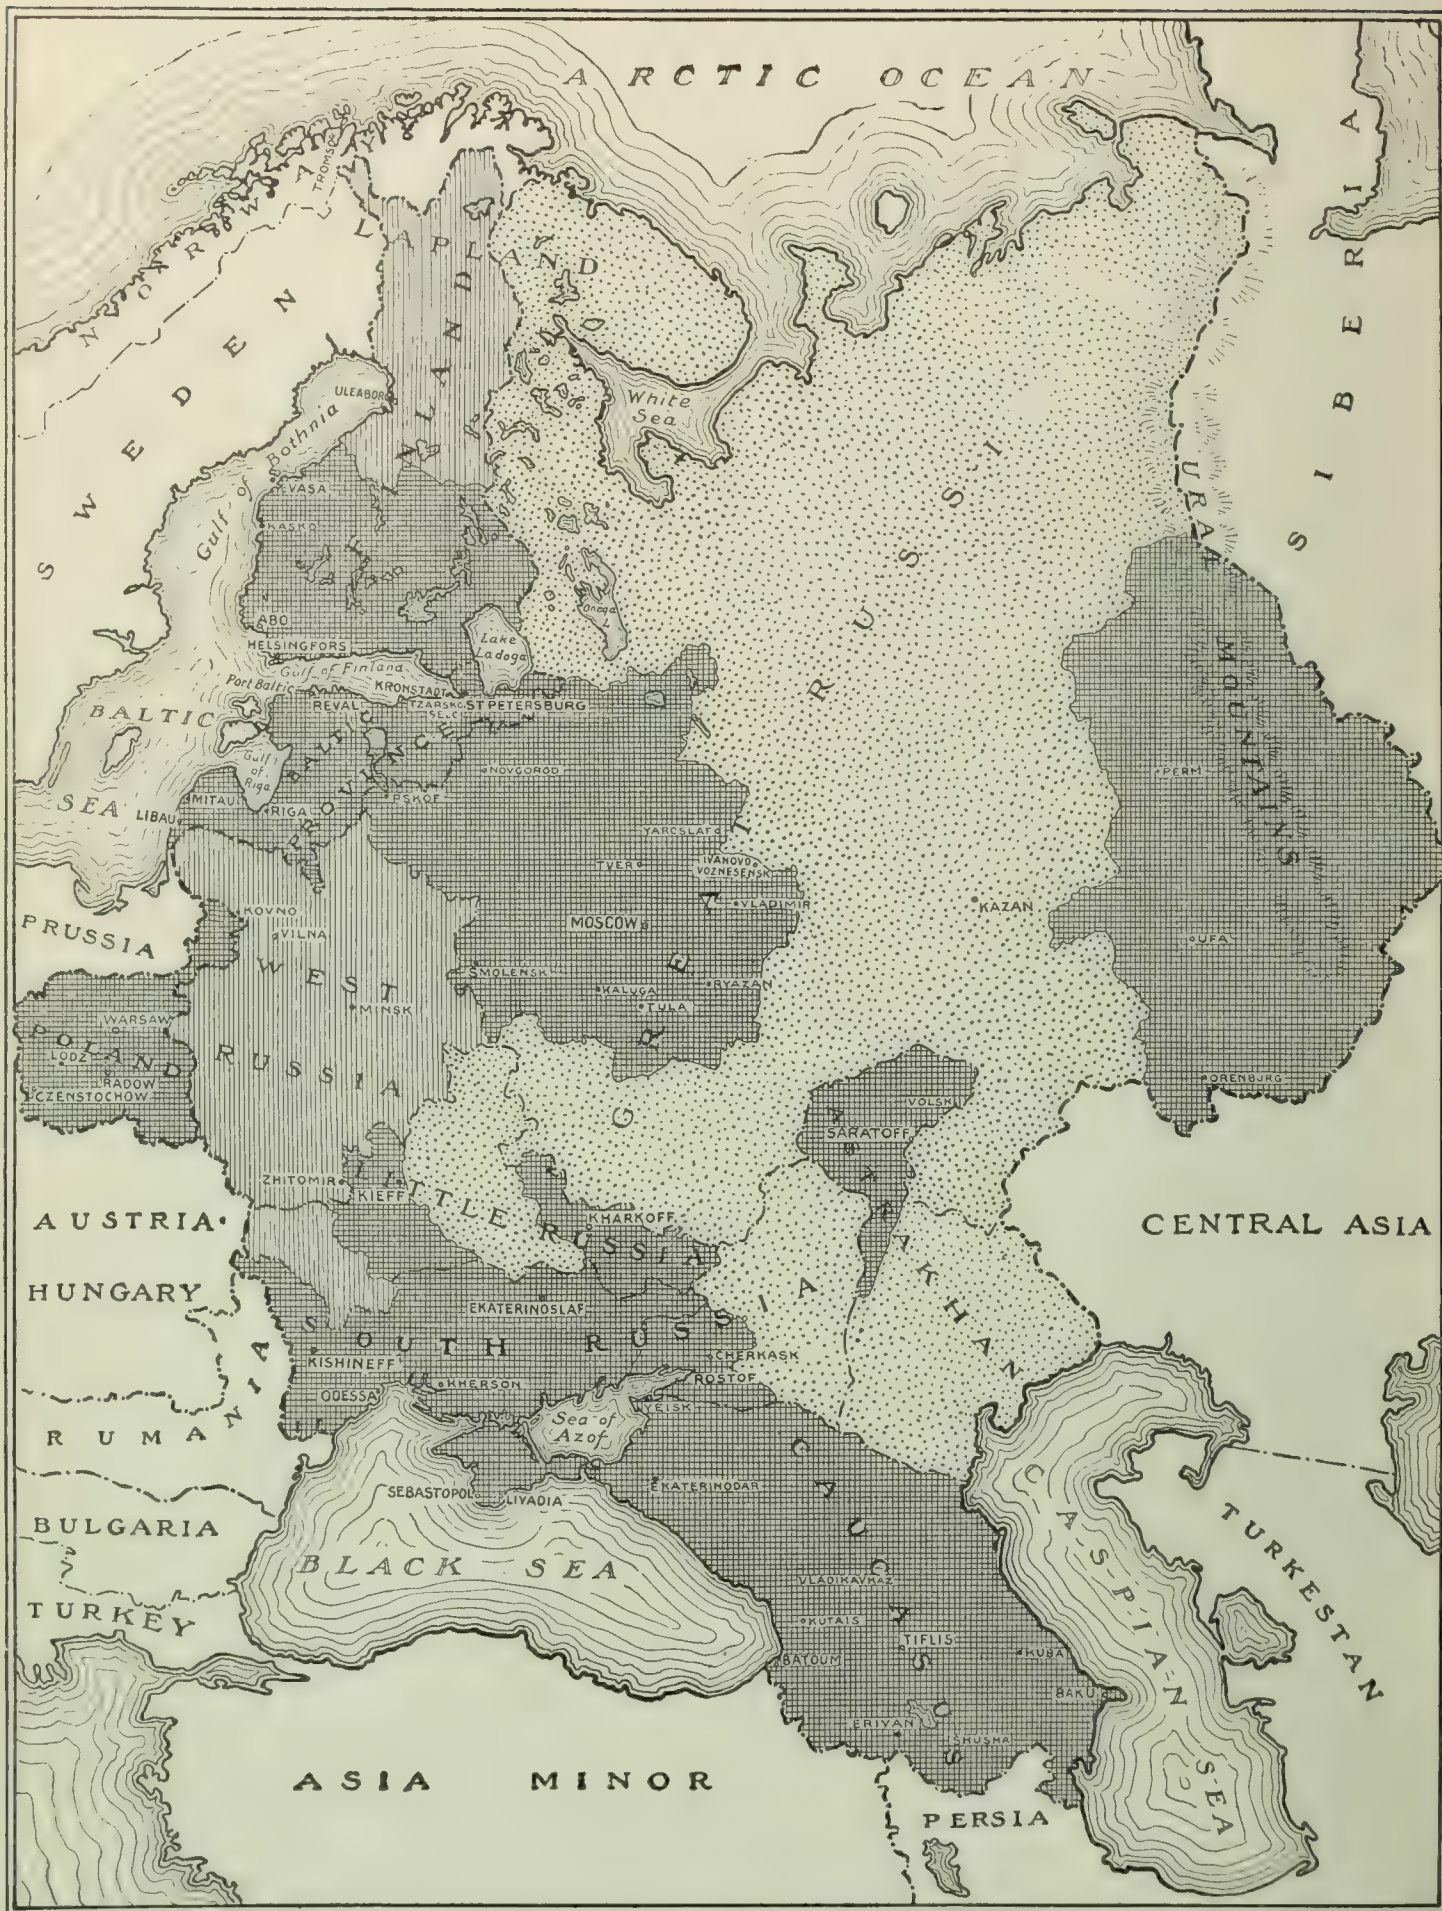 ARCTIC OCEAN
SIBERIA
TROMSO
NORWAY
LAPLAND
SWEDEN
FINLAND
ULEABORG
White Sea
Gulf of Bothnia
VASA
KASKO
RUSSI
URAL MOUNTAINS
Onega L
ABO
HELSINGFORS
Lake Ladoga
Gulf of Finland
Port Baltic
KRONSTADT
REVAL
TZARSKOE SELO
ST PETERSBURG
BALTIC SEA
BALTIC PROVINCES
Gulf of Riga
NOVGOROD
PERM
MITAU
LIBAU
RIGA
PSKOF
YAROSLAF
TVER
IVANOVO VOZNESENSK
VLADIMIR
KAZAN
MOSCOW
KOVNO
VILNA
PRUSSIA
UFA
WEST RUSSIA
SMOLENSK
KALUGA
RYAZAN
TULA
MINSK
WARSAW
POLAND
LODZ
RADOW
CZENSTOCHOW
GREAT
ORENBURG
VOLSK
SARATOFF
ASTRAKHAN
ZHITOMIR
KIEFF
LITTLE RUSSIA
KHARKOFF
AUSTRIA-
HUNGARY
CENTRAL ASIA
EKATERINOSLAF
SOUTH RUSSIA
CHERKASK
KISHINEFF
KHERSON
ODESSA
ROSTOF
YEISK
Sea of Azof
RUMANIA
CAUCASUS
CASPIAN SEA
EKATERINODAR
SEBASTOPOL
LIVADIA
BULGARIA
BLACK SEA
TURKESTAN
TURKEY
VLADIKAVKAZ
KUTAIS
TIFLIS
KUBA
BATOUM
BAKU
ERIVAN
SHUSHA
ASIA MINOR
PERSIA